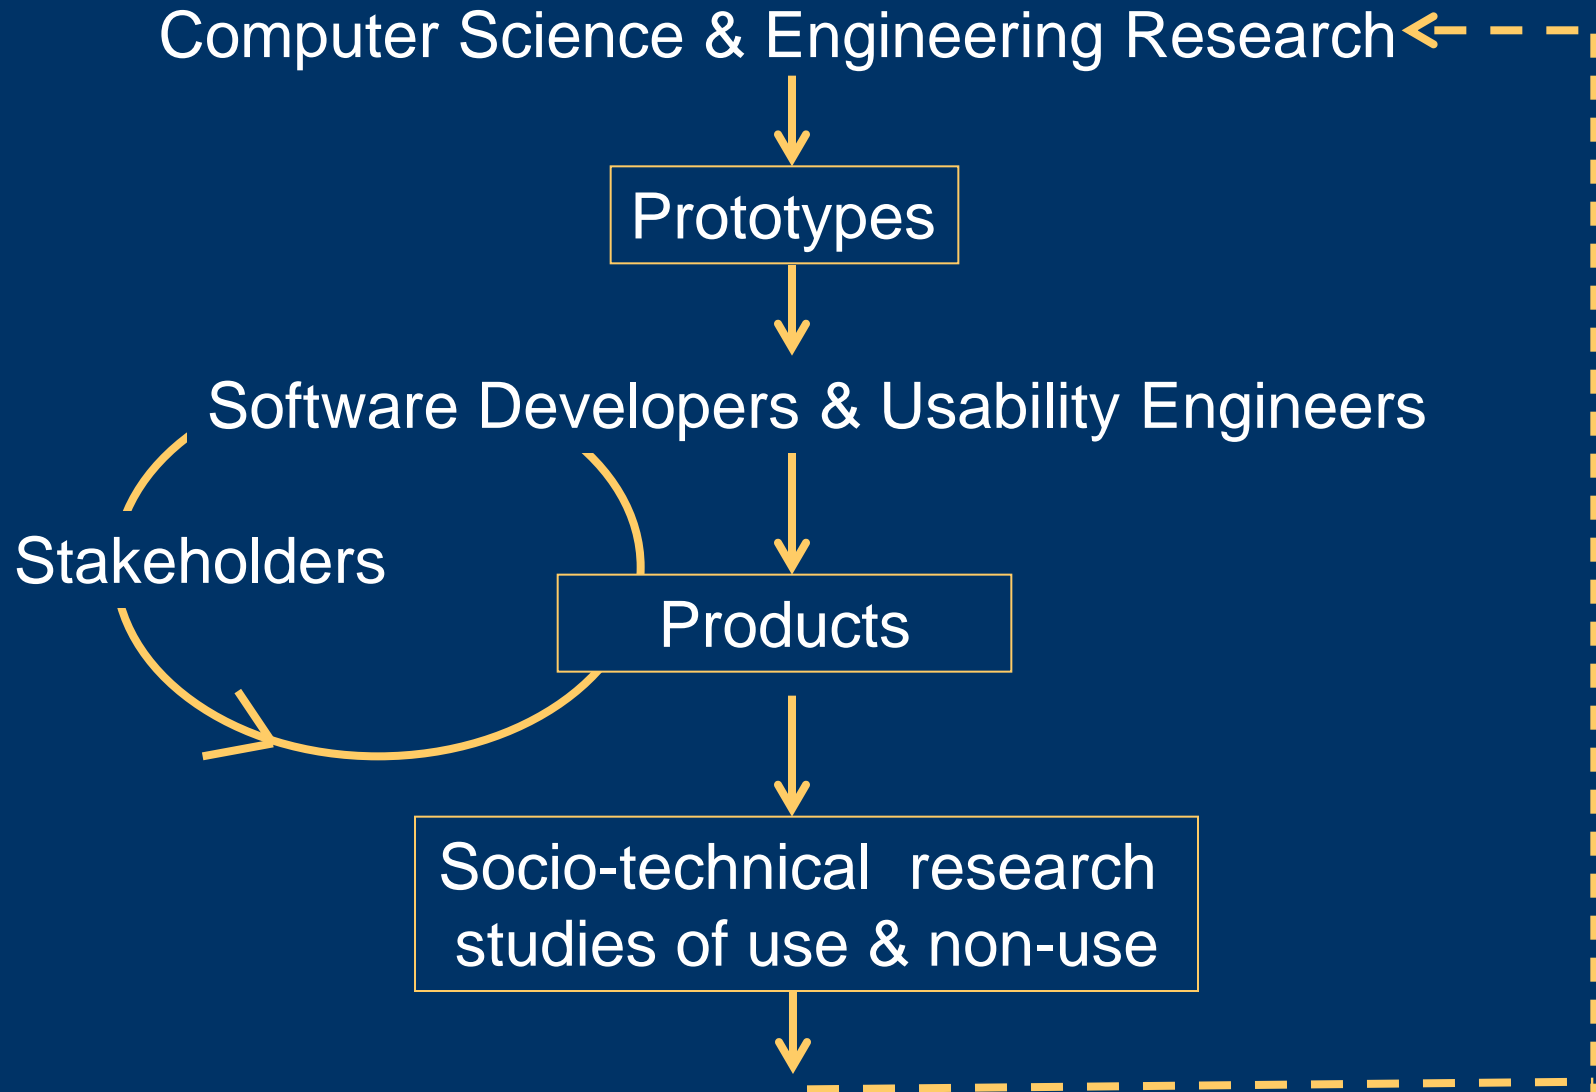 Computer Science & Engineering Research
Prototypes
Software Developers & Usability Engineers
Stakeholders
Products
Socio-technical research
studies of use & non-use